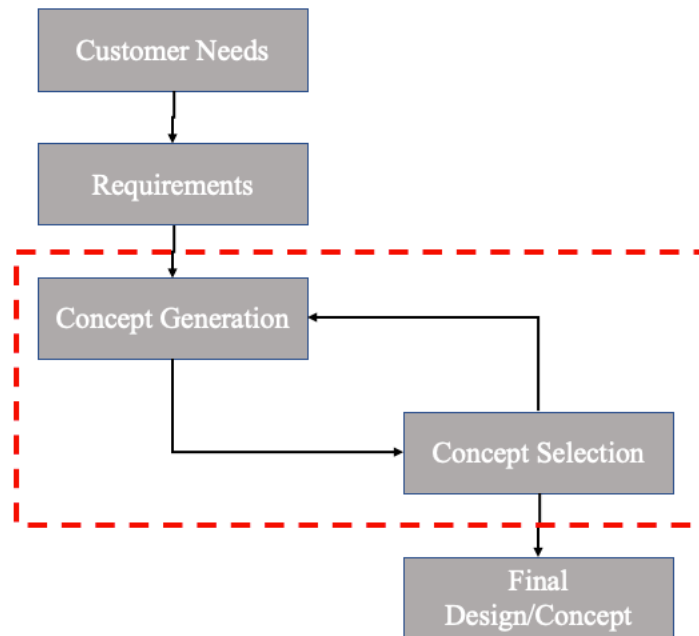 Customer Needs
Requirements
Concept Generation
Concept Selection
Final
Design/Concept